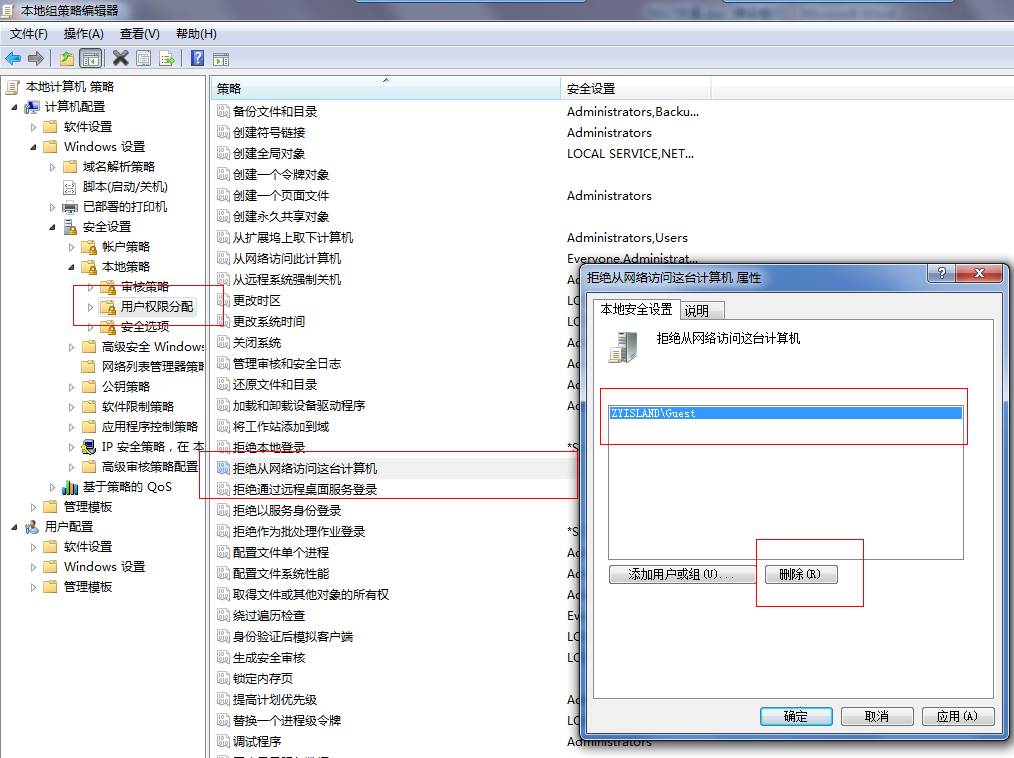 本地组策略编辑器
文件(F) 操作(A) 查看(V) 帮助(H)
本地计算机 策略
计算机配置
软件设置
Windows 设置
域名解析策略
脚本(启动/关机)
已部署的打印机
安全设置
帐户策略
本地策略
审核策略
用户权限分配
安全选项
高级安全 Windows
网络列表管理器策略
公钥策略
软件限制策略
应用程序控制策略
IP 安全策略，在 本
高级审核策略配置
基于策略的 QoS
管理模板
用户配置
软件设置
Windows 设置
管理模板
策略 安全设置
备份文件和目录 Administrators,Backu...
创建符号链接 Administrators
创建全局对象 LOCAL SERVICE,NET...
创建一个令牌对象
创建一个页面文件 Administrators
创建永久共享对象
从扩展坞上取下计算机 Administrators,Users
从网络访问此计算机 Everyone,Administrat...
从远程系统强制关机 Ad
更改时区 LC
更改系统时间 LC
关闭系统 Ad
管理审核和安全日志 Ad
还原文件和目录 Ad
加载和卸载设备驱动程序 Ad
将工作站添加到域
拒绝本地登录 *S
拒绝从网络访问这台计算机
拒绝通过远程桌面服务登录
拒绝以服务身份登录
拒绝作为批处理作业登录 *S
配置文件单个进程 Ad
配置文件系统性能 Ad
取得文件或其他对象的所有权 Ad
绕过遍历检查 Ev
身份验证后模拟客户端 LC
生成安全审核 LC
锁定内存页
提高计划优先级 Ad
替换一个进程级令牌 LC
调试程序 Administrators
拒绝从网络访问这台计算机 属性
本地安全设置 说明
拒绝从网络访问这台计算机
ZYISLAND\Guest
添加用户或组(U)... 删除(R)
确定 取消 应用(A)